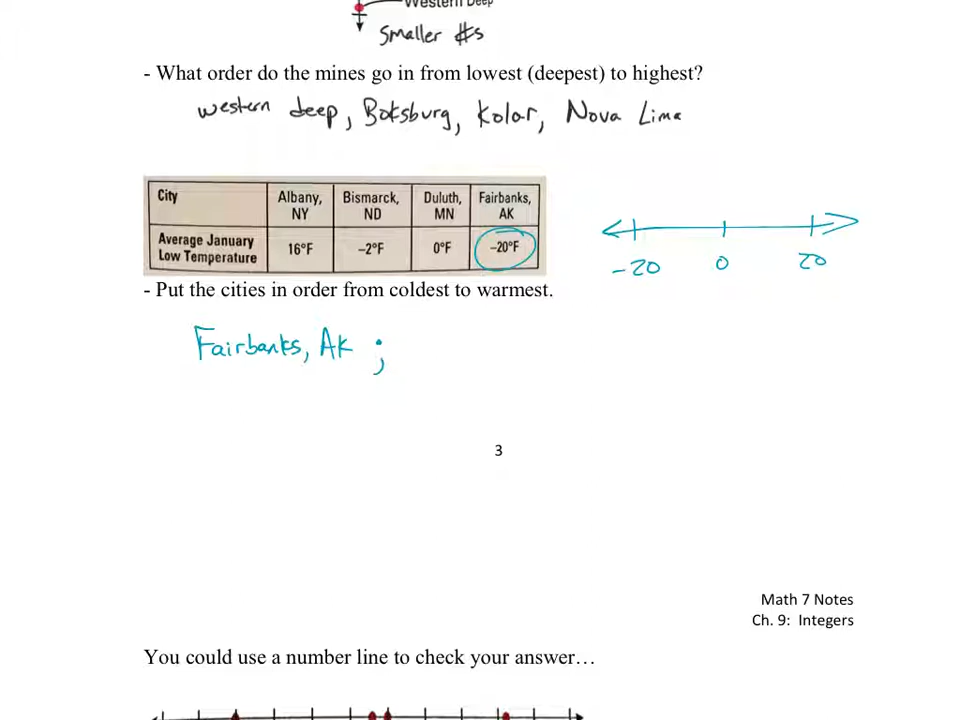 Western Deep
Smaller #s
- What order do the mines go in from lowest (deepest) to highest?
western deep, Boksburg, Kolar, Nova Lima
City Albany, NY Bismarck, ND Duluth, MN Fairbanks, AK
Average January Low Temperature 16°F –2°F 0°F –20°F
-20 0 20
- Put the cities in order from coldest to warmest.
Fairbanks, Ak ;
3
Math 7 Notes
Ch. 9: Integers
You could use a number line to check your answer…